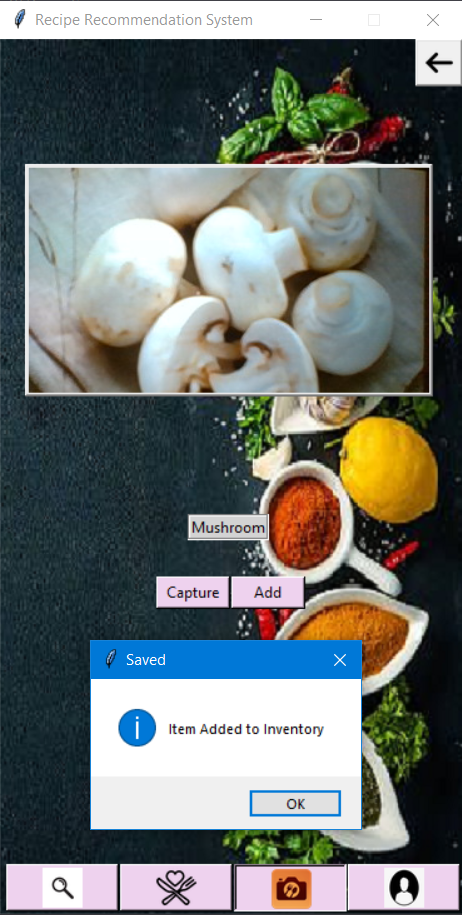 Recipe Recommendation System
Mushroom
Capture
Add
Saved
Item Added to Inventory
OK